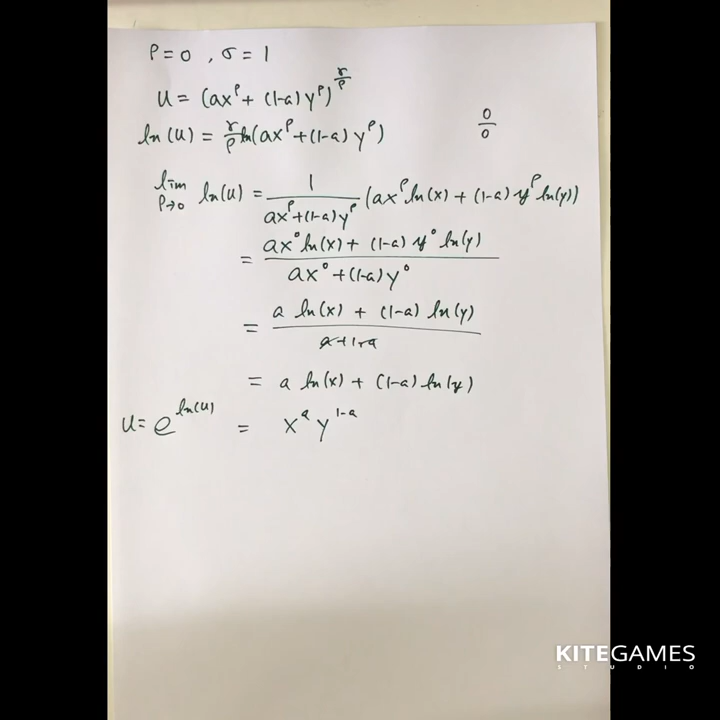 ρ=0 , σ=1
u = (ax^ρ + (1-a) y^ρ)^(r/ρ)
ln(u) = r/ρ ln(ax^ρ + (1-a) y^ρ)
0/0
lim ρ→0 ln(u) = 1/(ax^ρ+(1-a)y^ρ) (ax^ρ ln(x) + (1-a) y^ρ ln(y))
= (ax^0 ln(x) + (1-a) y^0 ln(y))/(ax^0 + (1-a)y^0)
= (a ln(x) + (1-a) ln(y))/(a+1-a)
= a ln(x) + (1-a) ln(y)
u = e^ln(u) = x^a y^(1-a)
KITEGAMES
STUDIO